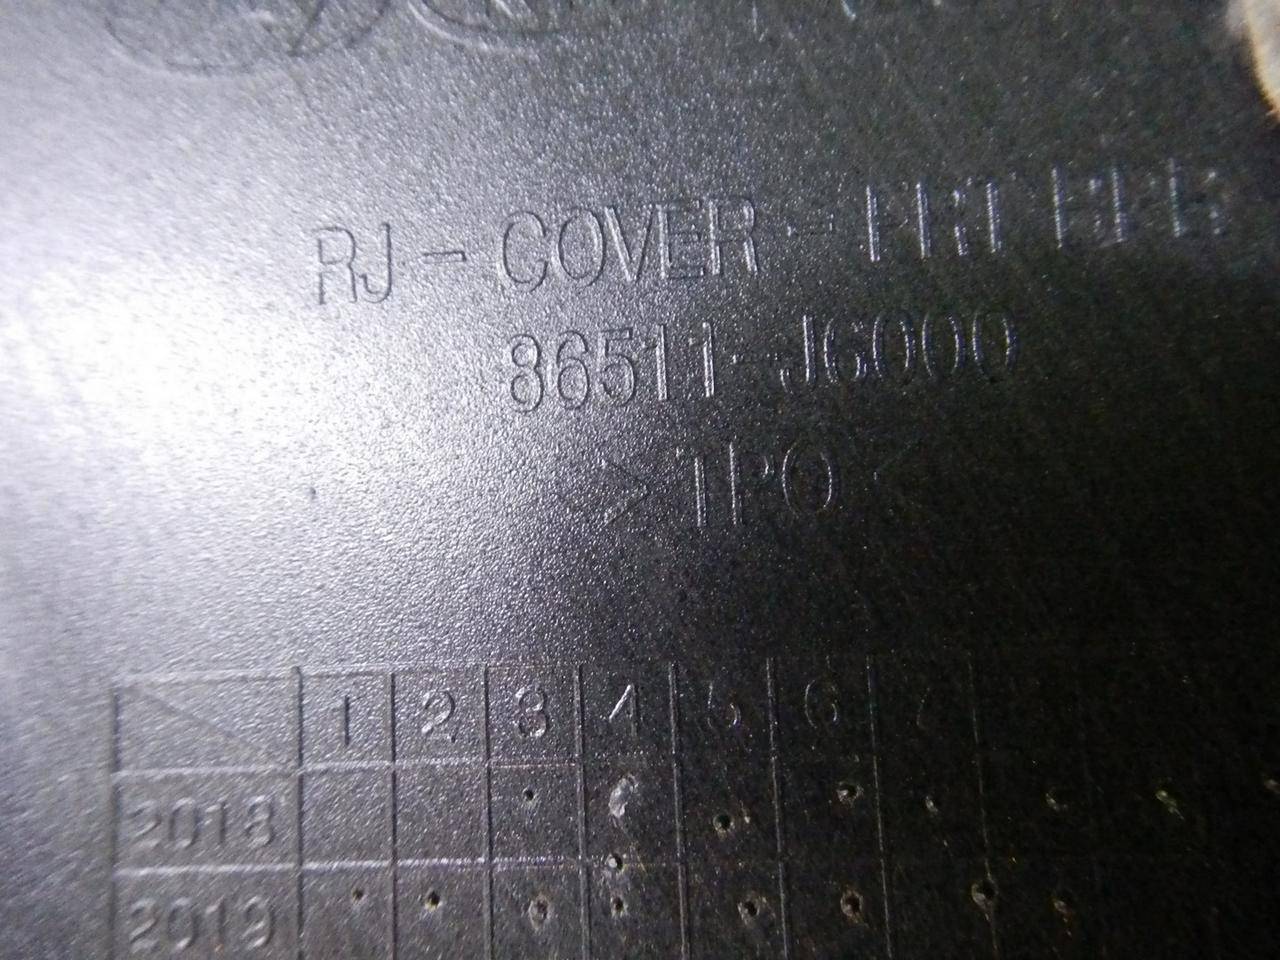 RJ - COVER - FRT BPR
86511-J6000
>TPO<
1 2 3 4 5 6 7
2018
2019